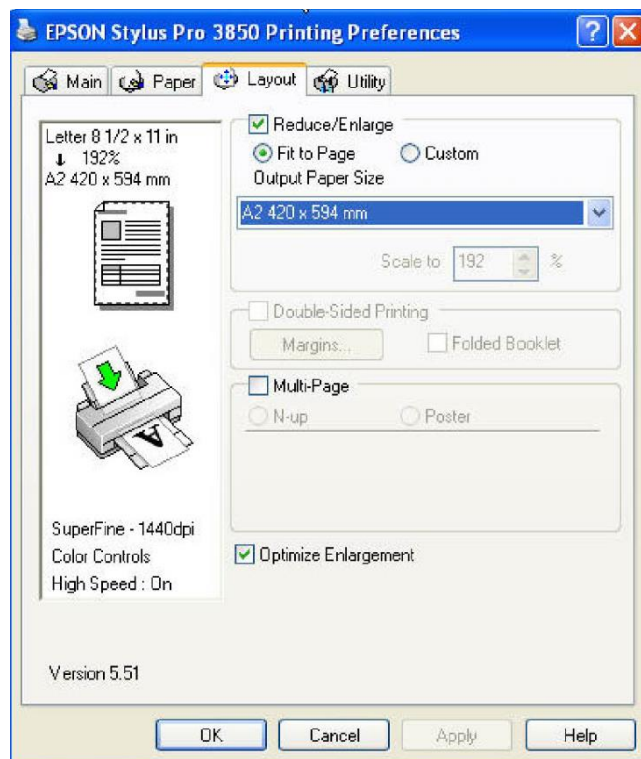 EPSON Stylus Pro 3850 Printing Preferences
Main Paper Layout Utility
Letter 8 1/2 x 11 in
↓ 192%
A2 420 x 594 mm
A
SuperFine - 1440dpi
Color Controls
High Speed : On
Version 5.51
Reduce/Enlarge
Fit to Page Custom
Output Paper Size
A2 420 x 594 mm
Scale to 192 %
Double-Sided Printing
Margins... Folded Booklet
Multi-Page
N-up Poster
Optimize Enlargement
OK Cancel Apply Help